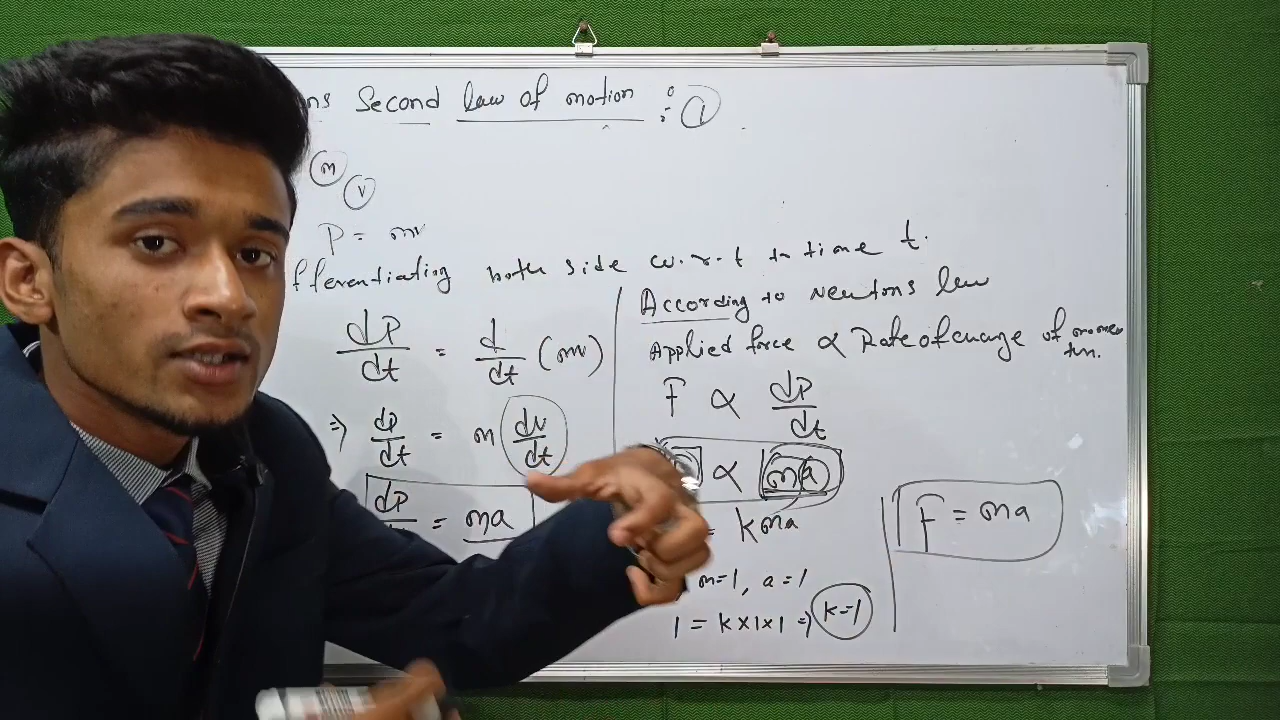 ns Second law of motion : 1
m
v
P = mv
fferentiating both side w.r.t to time t.
dP/dt = d/dt (mv)
⇒ dp/dt = m dv/dt
dP = ma
According to Newtons law
Applied force ∝ Rate of change of momentum.
F ∝ dP/dt
∝ ma
= kma
m=1, a=1
1 = k×1×1 ⇒ k=1
F = ma